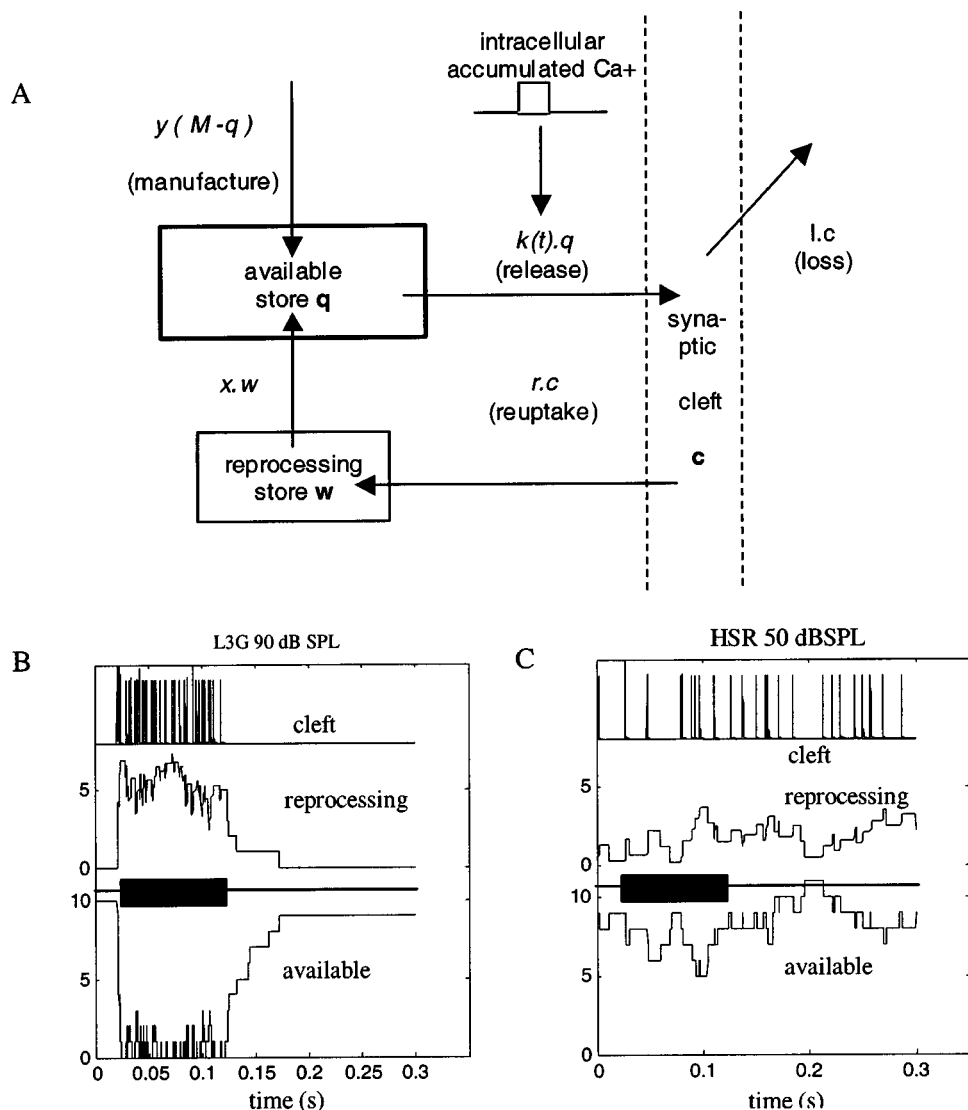 A
intracellular
accumulated Ca+
y ( M -q )
(manufacture)
k(t).q
(release)
l.c
(loss)
available
store q
syna-
ptic
cleft
c
x.w
r.c
(reuptake)
reprocessing
store w
B
L3G 90 dB SPL
cleft
5
reprocessing
0
10
5
available
0
0 0.05 0.1 0.15 0.2 0.25 0.3
time (s)
C
HSR 50 dBSPL
cleft
5
reprocessing
0
10
5
available
0
0 0.1 0.2 0.3
time (s)